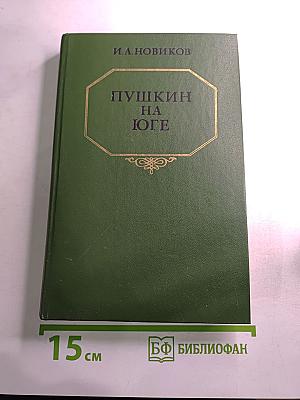 И.А.НОВИКОВ
ПУШКИН
НА
ЮГЕ
15 см
БФ БИБЛИОФАН